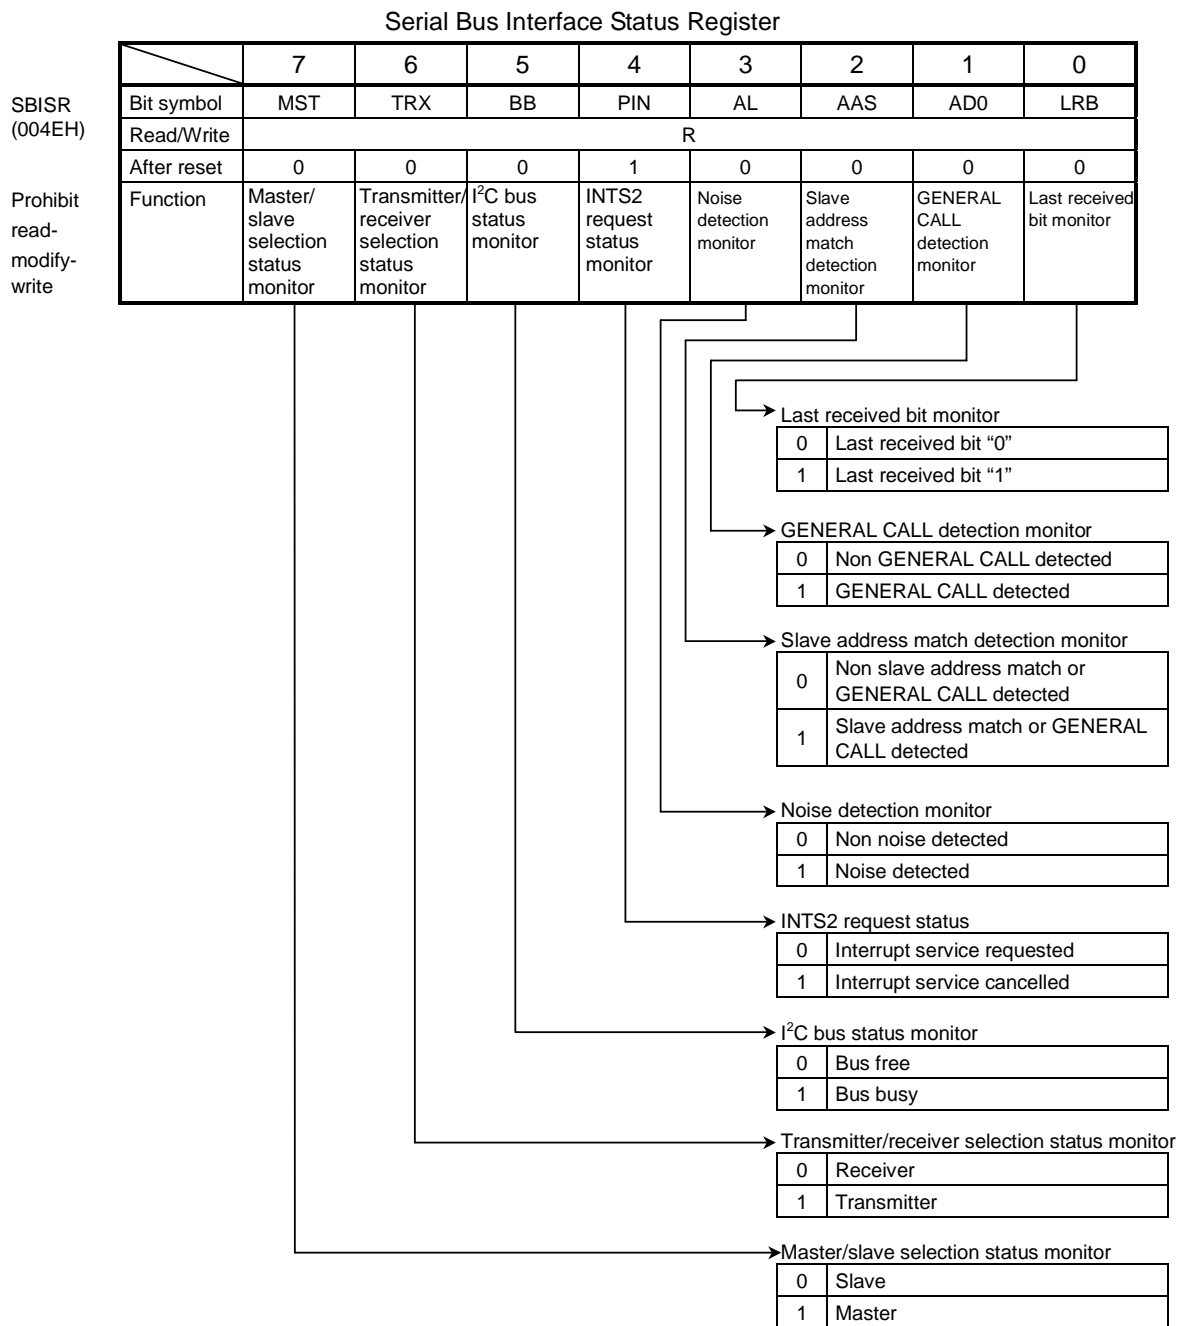 Serial Bus Interface Status Register
7 6 5 4 3 2 1 0
SBISR
(004EH)
Bit symbol MST TRX BB PIN AL AAS AD0 LRB
Read/Write R
After reset 0 0 0 1 0 0 0 0
Prohibit
read-
modify-
write
Function
Master/
slave
selection
status
monitor
Transmitter/
receiver
selection
status
monitor
I²C bus
status
monitor
INTS2
request
status
monitor
Noise
detection
monitor
Slave
address
match
detection
monitor
GENERAL
CALL
detection
monitor
Last received
bit monitor
Last received bit monitor
0 Last received bit “0”
1 Last received bit “1”
GENERAL CALL detection monitor
0 Non GENERAL CALL detected
1 GENERAL CALL detected
Slave address match detection monitor
0 Non slave address match or
GENERAL CALL detected
1 Slave address match or GENERAL
CALL detected
Noise detection monitor
0 Non noise detected
1 Noise detected
INTS2 request status
0 Interrupt service requested
1 Interrupt service cancelled
I²C bus status monitor
0 Bus free
1 Bus busy
Transmitter/receiver selection status monitor
0 Receiver
1 Transmitter
Master/slave selection status monitor
0 Slave
1 Master